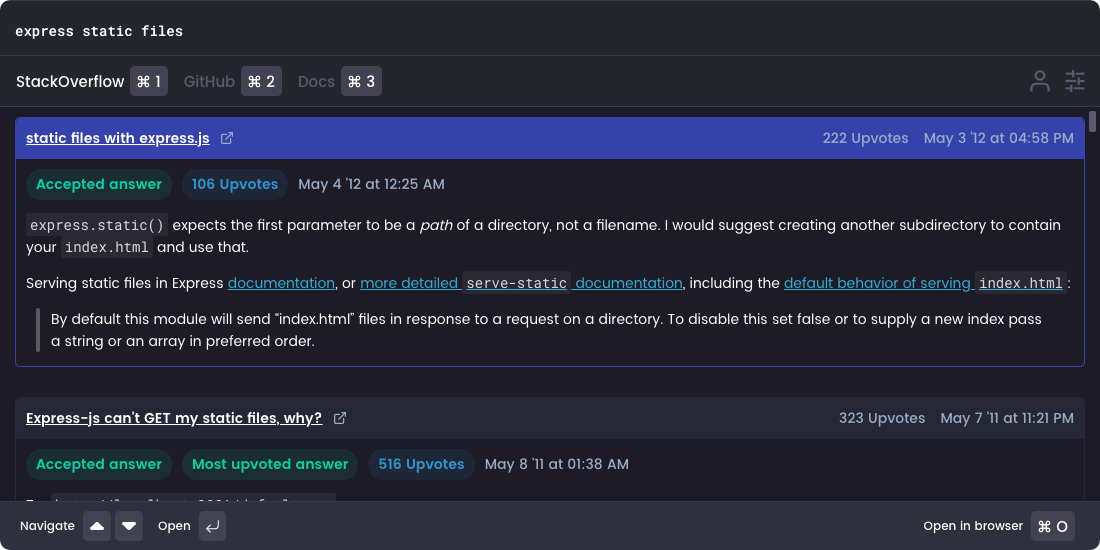 express static files
StackOverflow ⌘ 1 GitHub ⌘ 2 Docs ⌘ 3
static files with express.js 222 Upvotes May 3 '12 at 04:58 PM
Accepted answer 106 Upvotes May 4 '12 at 12:25 AM
express.static() expects the first parameter to be a path of a directory, not a filename. I would suggest creating another subdirectory to contain
your index.html and use that.
Serving static files in Express documentation, or more detailed serve-static documentation, including the default behavior of serving index.html:
By default this module will send “index.html” files in response to a request on a directory. To disable this set false or to supply a new index pass
a string or an array in preferred order.
Express-js can't GET my static files, why? 323 Upvotes May 7 '11 at 11:21 PM
Accepted answer Most upvoted answer 516 Upvotes May 8 '11 at 01:38 AM
Navigate Open Open in browser ⌘ O